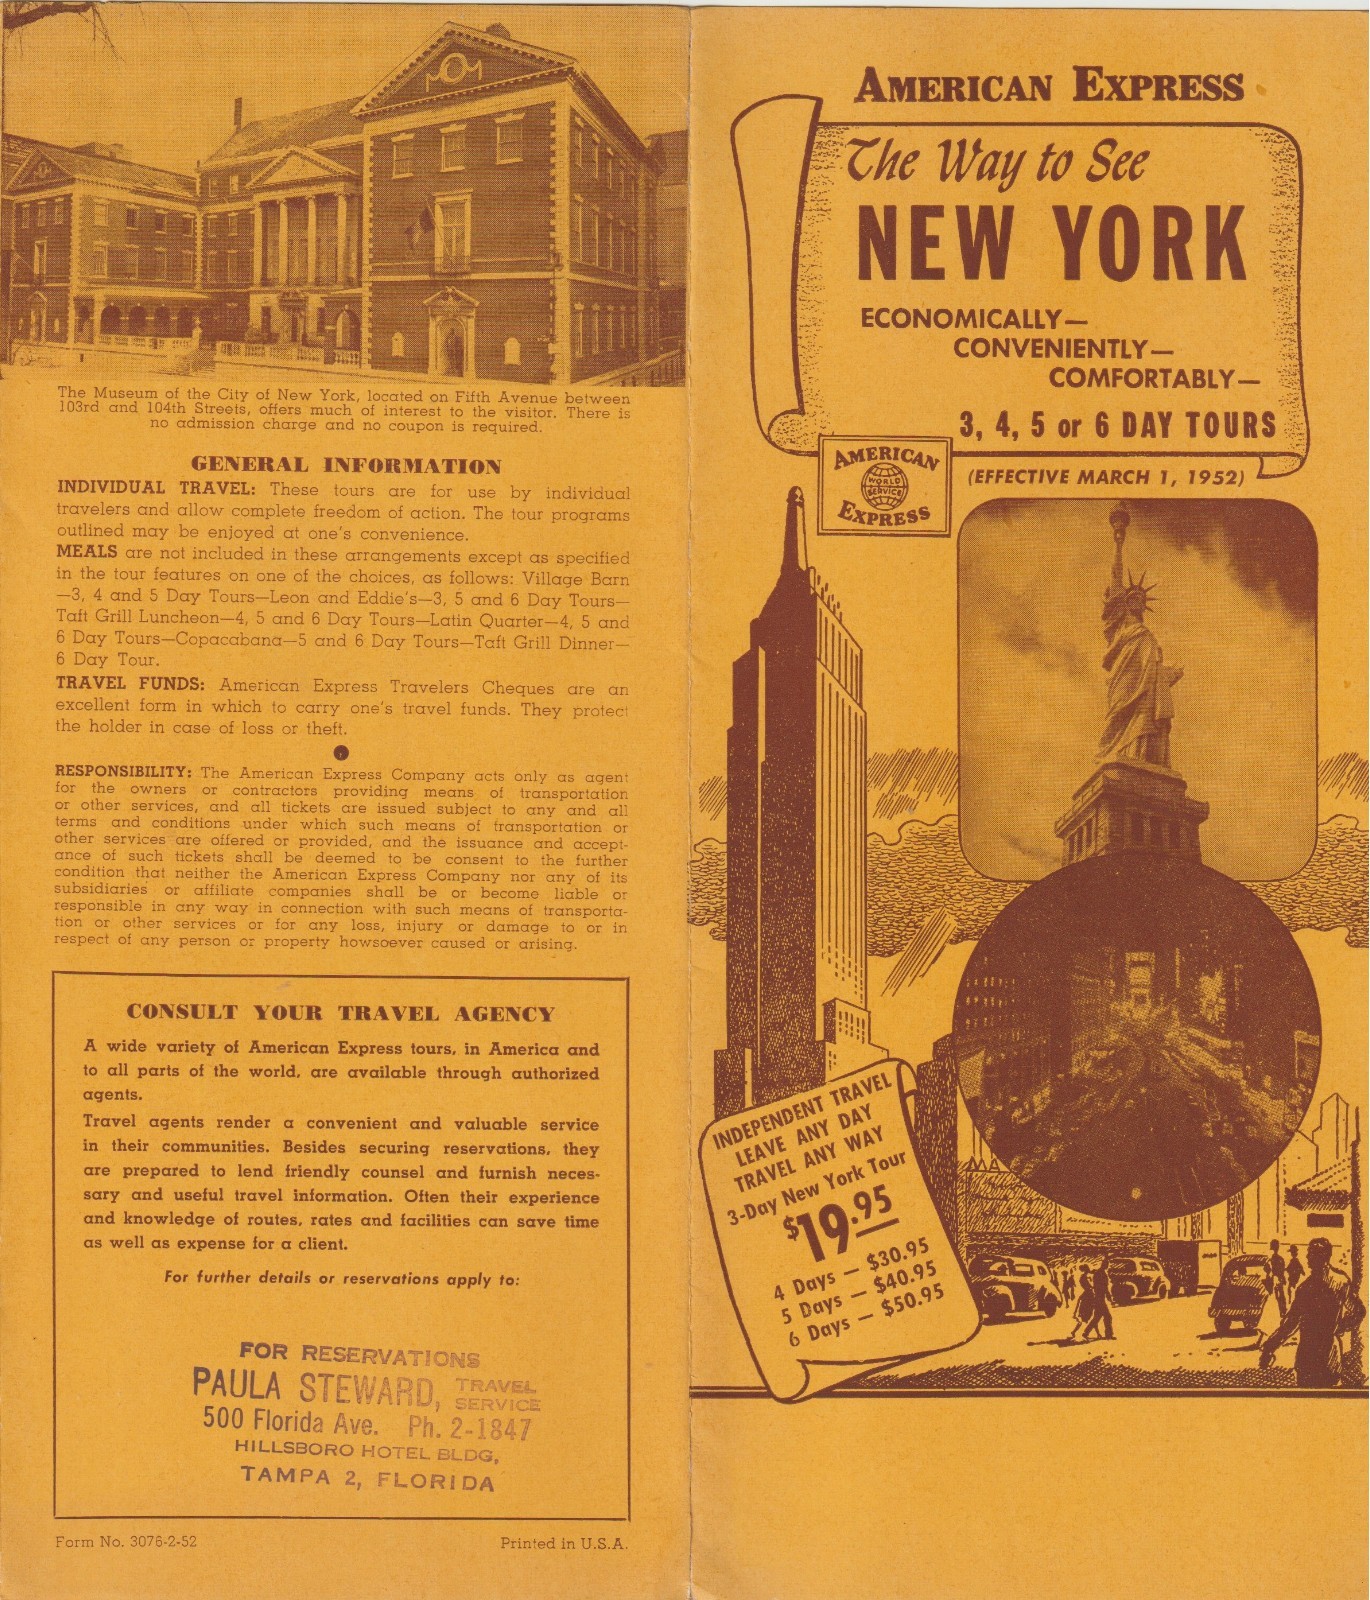 The Museum of the City of New York, located on Fifth Avenue between
103rd and 104th Streets, offers much of interest to the visitor. There is
no admission charge and no coupon is required.
GENERAL INFORMATION
INDIVIDUAL TRAVEL: These tours are for use by individual
travelers and allow complete freedom of action. The tour programs
outlined may be enjoyed at one's convenience.
MEALS are not included in these arrangements except as specified
in the tour features on one of the choices, as follows: Village Barn
—3, 4 and 5 Day Tours—Leon and Eddie's—3, 5 and 6 Day Tours—
Taft Grill Luncheon—4, 5 and 6 Day Tours—Latin Quarter—4, 5 and
6 Day Tours—Copacabana—5 and 6 Day Tours—Taft Grill Dinner—
6 Day Tour.
TRAVEL FUNDS: American Express Travelers Cheques are an
excellent form in which to carry one's travel funds. They protect
the holder in case of loss or theft.
RESPONSIBILITY: The American Express Company acts only as agent
for the owners or contractors providing means of transportation
or other services, and all tickets are issued subject to any and all
terms and conditions under which such means of transportation or
other services are offered or provided, and the issuance and accept-
ance of such tickets shall be deemed to be consent to the further
condition that neither the American Express Company nor any of its
subsidiaries or affiliate companies shall be or become liable or
responsible in any way in connection with such means of transporta-
tion or other services or for any loss, injury or damage to or in
respect of any person or property howsoever caused or arising.
CONSULT YOUR TRAVEL AGENCY
A wide variety of American Express tours, in America and
to all parts of the world, are available through authorized
agents.
Travel agents render a convenient and valuable service
in their communities. Besides securing reservations, they
are prepared to lend friendly counsel and furnish neces-
sary and useful travel information. Often their experience
and knowledge of routes, rates and facilities can save time
as well as expense for a client.
For further details or reservations apply to:
FOR RESERVATIONS
PAULA STEWARD, TRAVEL SERVICE
500 Florida Ave. Ph. 2-1847
HILLSBORO HOTEL BLDG,
TAMPA 2, FLORIDA
Form No. 3076-2-52
Printed in U.S.A.
AMERICAN EXPRESS
The Way to See
NEW YORK
ECONOMICALLY—
CONVENIENTLY—
COMFORTABLY—
3, 4, 5 or 6 DAY TOURS
(EFFECTIVE MARCH 1, 1952)
AMERICAN
WORLD
SERVICE
EXPRESS
INDEPENDENT TRAVEL
LEAVE ANY DAY
TRAVEL ANY WAY
3-Day New York Tour
$19.95
4 Days — $30.95
5 Days — $40.95
6 Days — $50.95